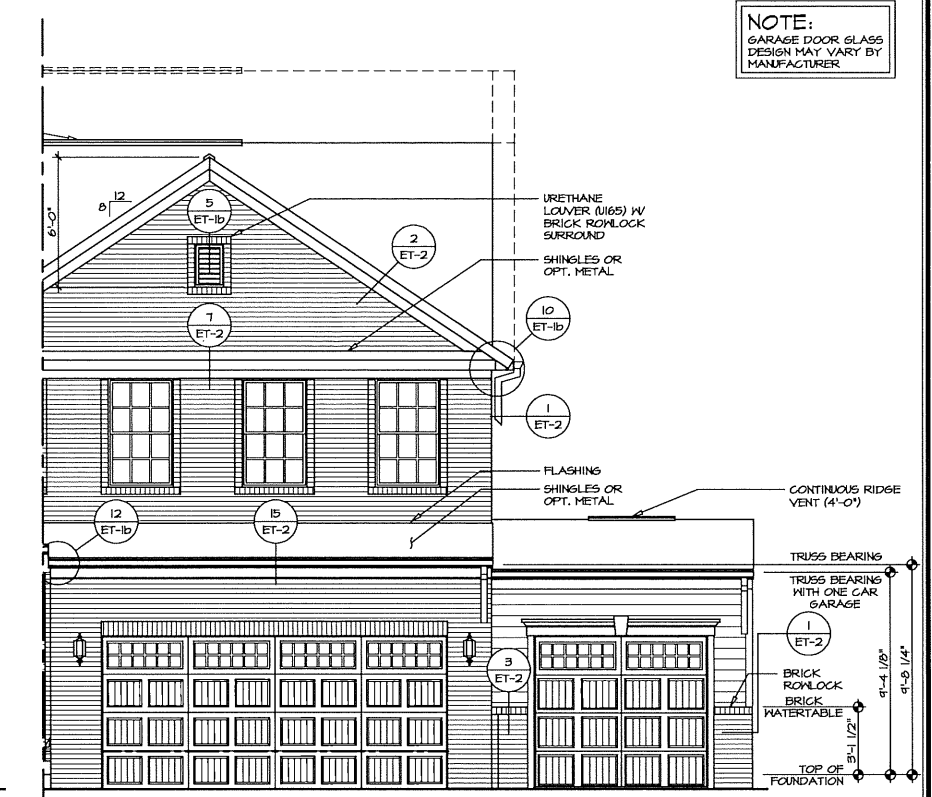 NOTE:
GARAGE DOOR GLASS
DESIGN MAY VARY BY
MANUFACTURER
12
8
6'-0"
5
ET-1b
URETHANE
LOUVER (U165) W/
BRICK ROWLOCK
SURROUND
2
ET-2
SHINGLES OR
OPT. METAL
7
ET-2
10
ET-1b
1
ET-2
FLASHING
SHINGLES OR
OPT. METAL
CONTINUOUS RIDGE
VENT (4'-0")
12
ET-1b
15
ET-2
TRUSS BEARING
TRUSS BEARING
WITH ONE CAR
GARAGE
1
ET-2
3
ET-2
BRICK
ROWLOCK
BRICK
WATERTABLE
3'-1 1/2"
9'-4 1/8"
9'-8 1/4"
TOP OF
FOUNDATION